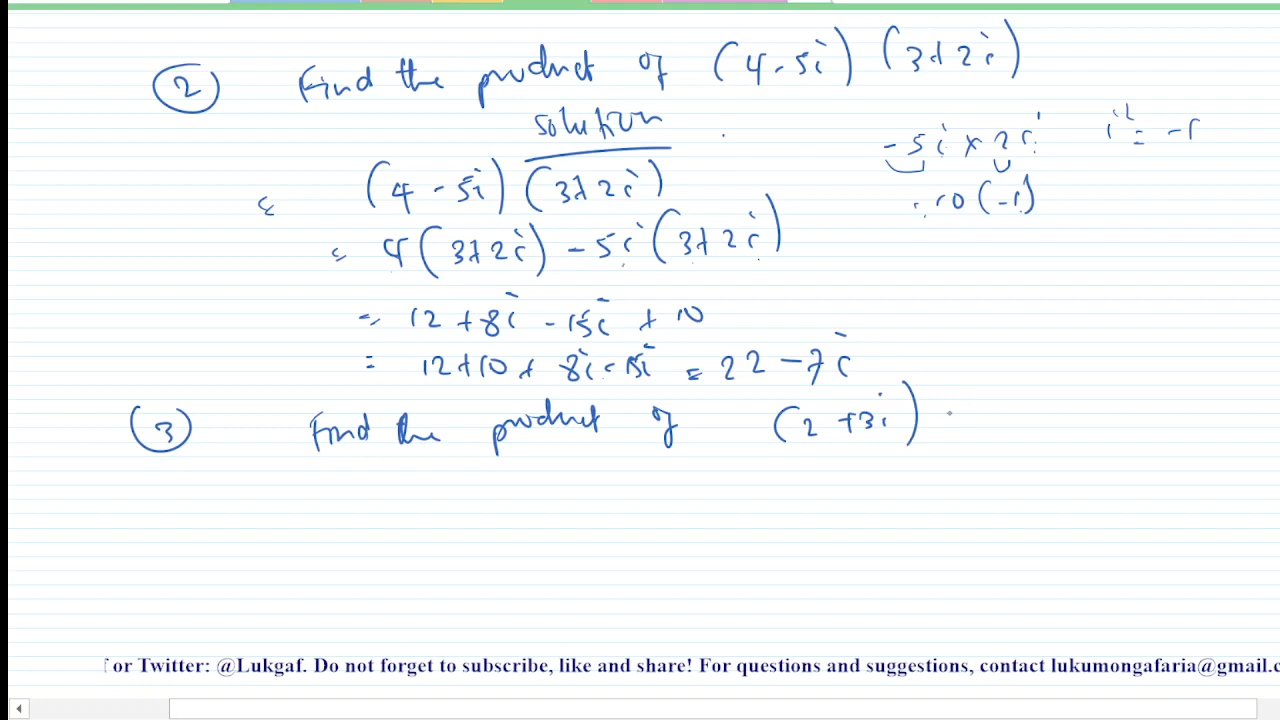 ② Find the product of (4 - 5i) (3 + 2i)
solution
-5i × 2i
i² = -1
(4 - 5i) (3 + 2i)
-10 (-1)
= 4 (3 + 2i) - 5i (3 + 2i)
= 12 + 8i - 15i + 10
= 12 + 10 + 8i - 15i = 22 - 7i
③ Find the product of (2 + 3i)
or Twitter: @Lukgaf. Do not forget to subscribe, like and share! For questions and suggestions, contact lukumongafaria@gmail.c